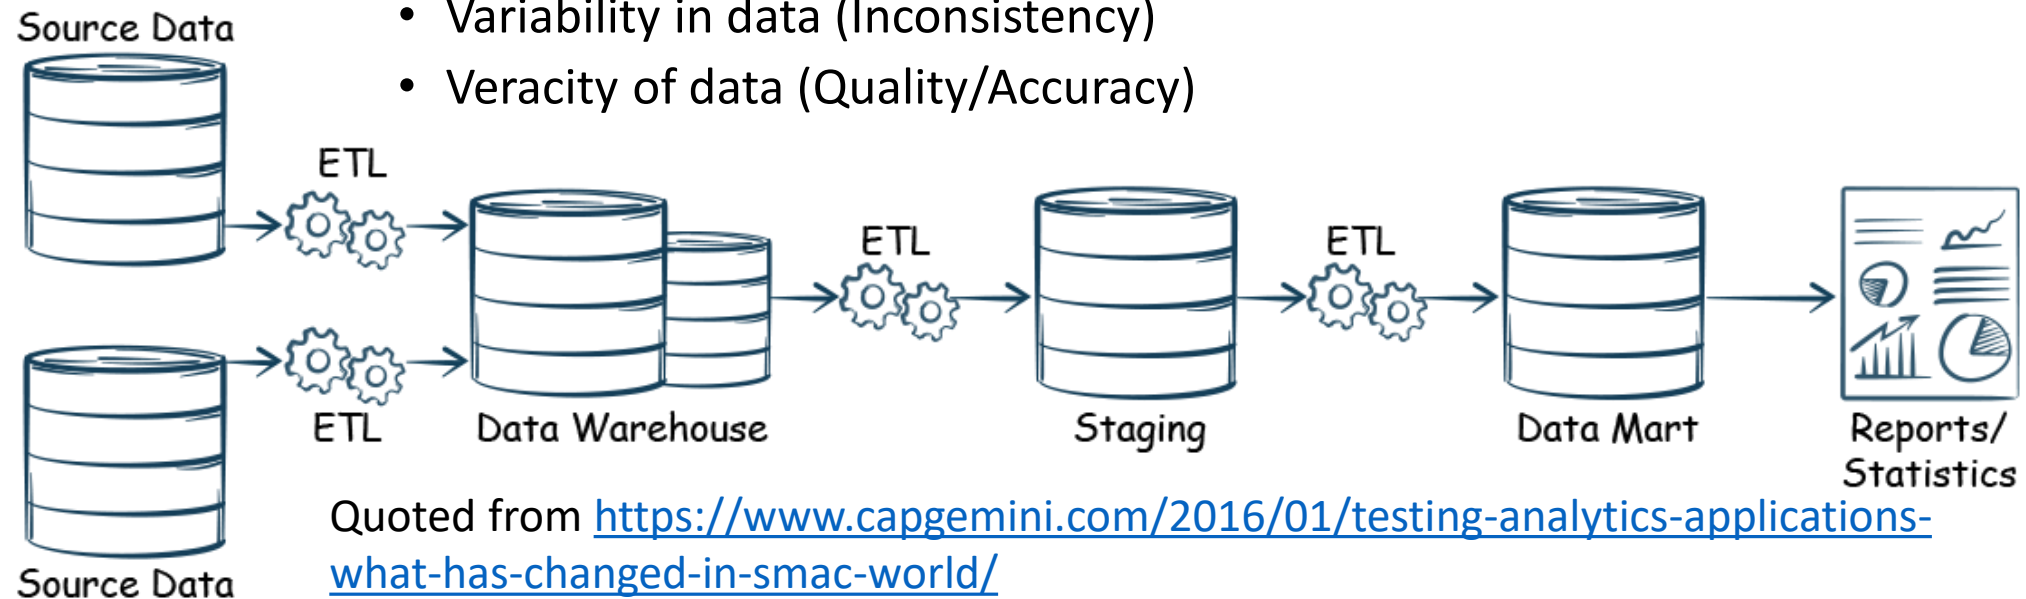 Source Data
• Variability in data (Inconsistency)
• Veracity of data (Quality/Accuracy)
ETL
ETL
ETL
ETL
Data Warehouse
Staging
Data Mart
Reports/
Statistics
Source Data
Quoted from https://www.capgemini.com/2016/01/testing-analytics-applications-
what-has-changed-in-smac-world/